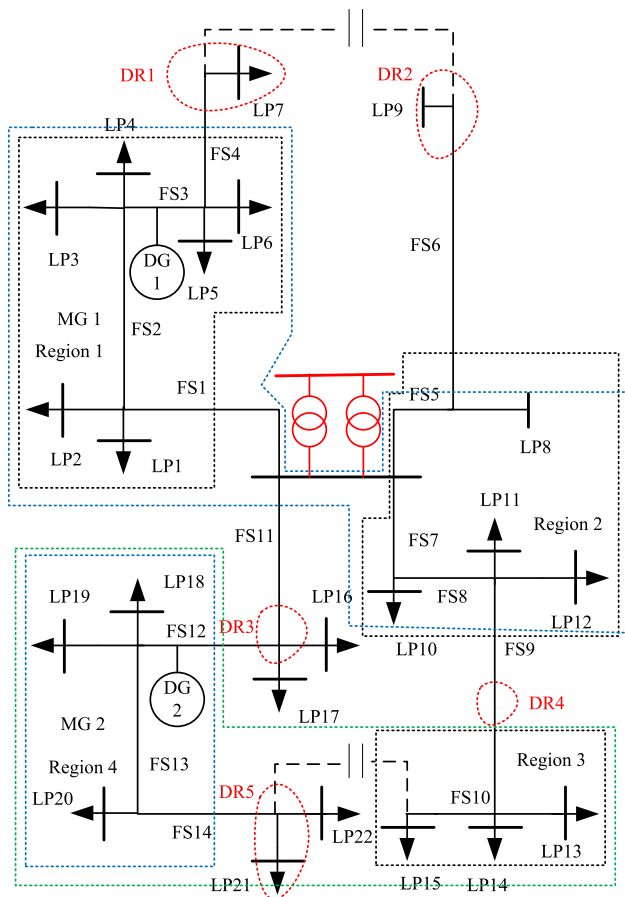 DR1
DR2
LP7
LP9
LP4
FS4
FS3
LP3
DG
1
LP6
LP5
FS6
MG 1
FS2
Region 1
FS1
FS5
LP2
LP1
LP8
LP11
Region 2
FS11
FS7
LP19
LP18
LP16
FS8
LP12
FS12
DR3
LP10
FS9
DG
2
LP17
DR4
MG 2
Region 4
FS13
Region 3
LP20
DR5
FS10
FS14
LP22
LP13
LP21
LP15
LP14